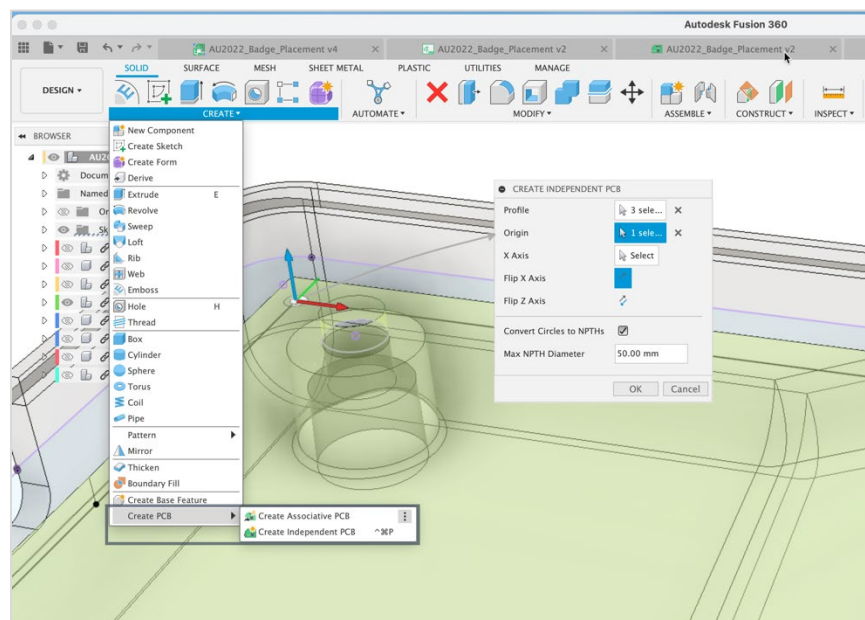 Autodesk Fusion 360
AU2022_Badge_Placement v4
AU2022_Badge_Placement v2
AU2022_Badge_Placement v2
SOLID SURFACE MESH SHEET METAL PLASTIC UTILITIES MANAGE
DESIGN
CREATE AUTOMATE MODIFY ASSEMBLE CONSTRUCT INSPECT
BROWSER
Docum
Named
Or
Sk
New Component
Create Sketch
Create Form
Derive
Extrude E
Revolve
Sweep
Loft
Rib
Web
Emboss
Hole H
Thread
Box
Cylinder
Sphere
Torus
Coil
Pipe
Pattern
Mirror
Thicken
Boundary Fill
Create Base Feature
Create PCB
Create Associative PCB
Create Independent PCB ^⌘P
CREATE INDEPENDENT PCB
Profile 3 sele...
Origin 1 sele...
X Axis Select
Flip X Axis
Flip Z Axis
Convert Circles to NPTHs
Max NPTH Diameter 50.00 mm
OK Cancel